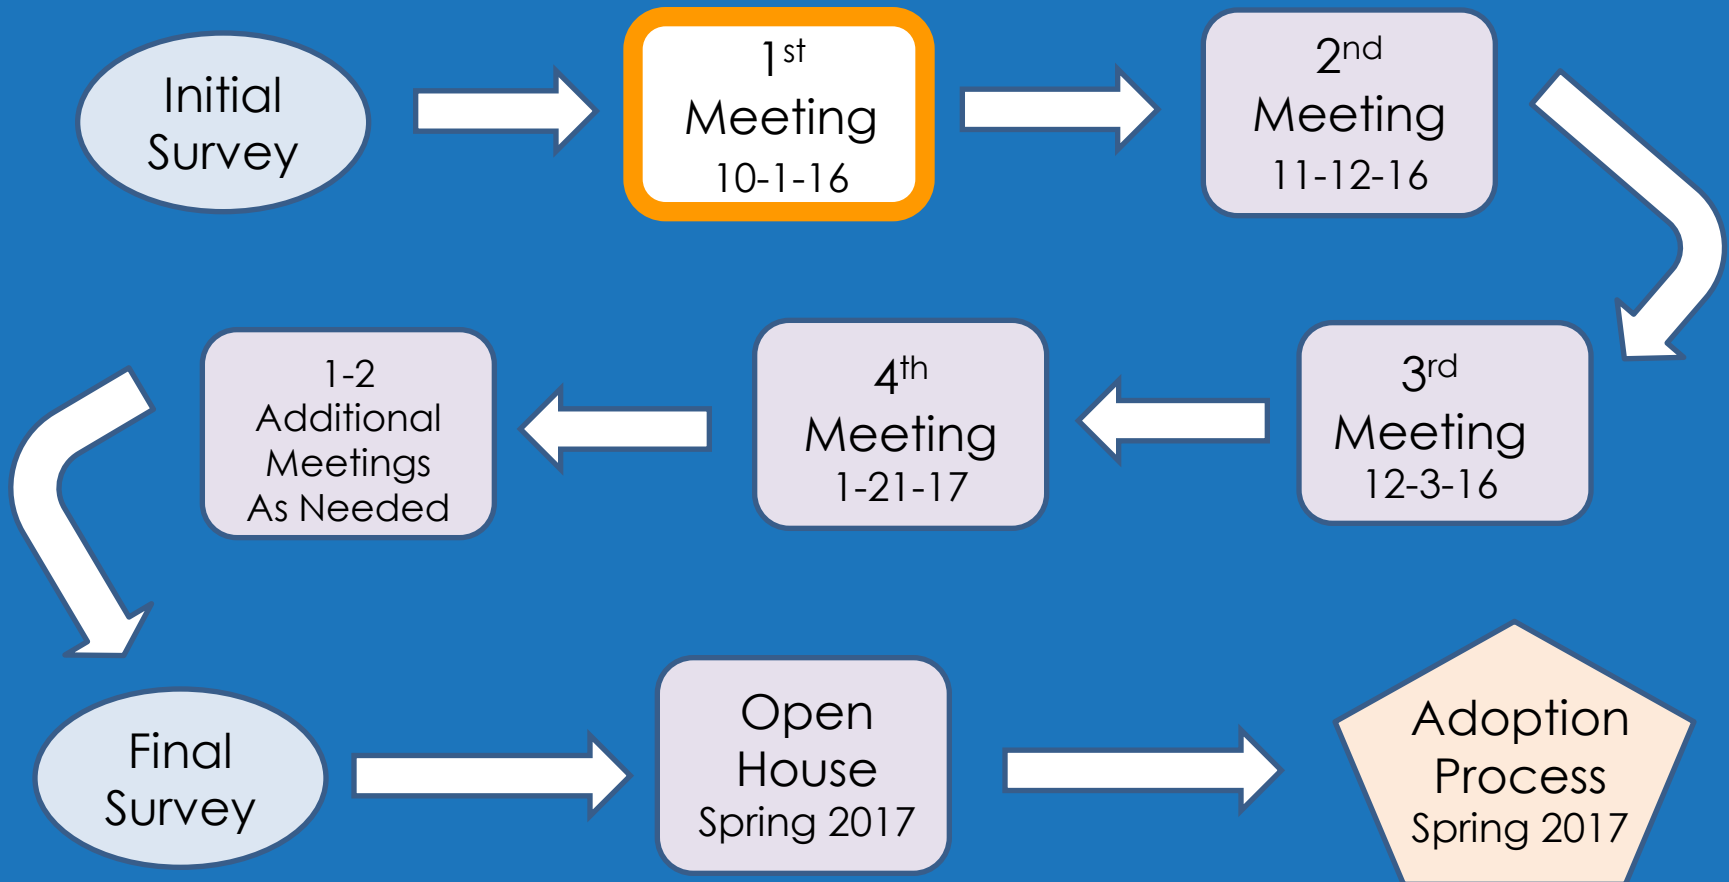 Initial
Survey
1st
Meeting
10-1-16
2nd
Meeting
11-12-16
3rd
Meeting
12-3-16
4th
Meeting
1-21-17
1-2
Additional
Meetings
As Needed
Final
Survey
Open
House
Spring 2017
Adoption
Process
Spring 2017